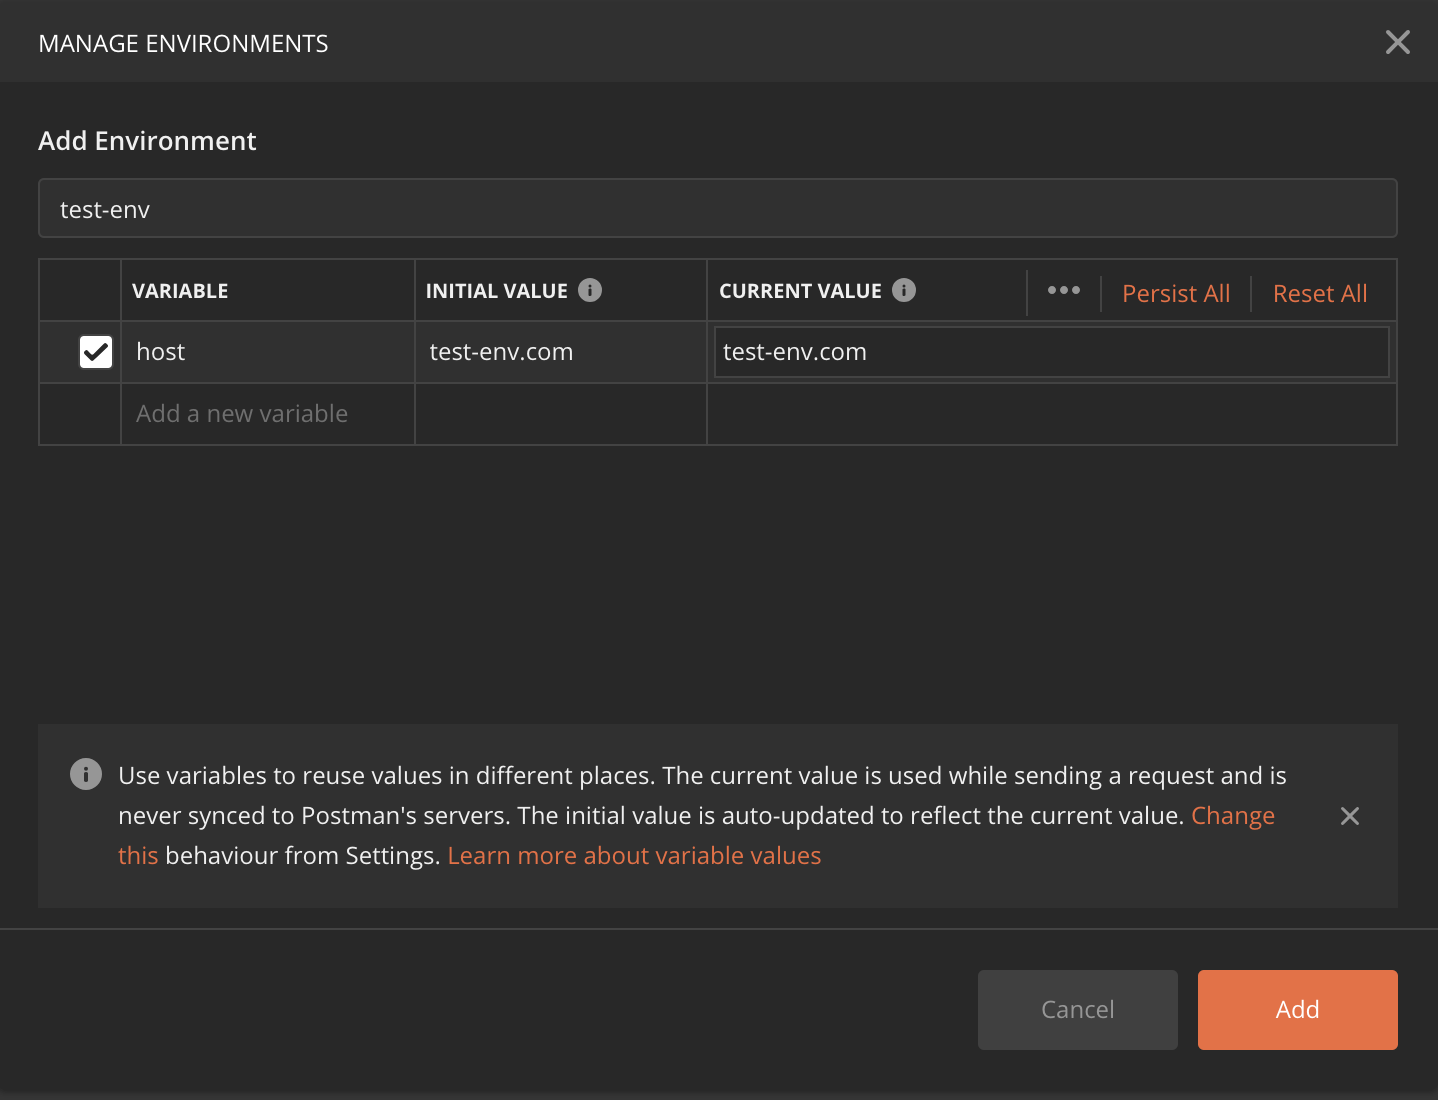 MANAGE ENVIRONMENTS
Add Environment
test-env
VARIABLE INITIAL VALUE CURRENT VALUE Persist All Reset All
host test-env.com test-env.com
Add a new variable
Use variables to reuse values in different places. The current value is used while sending a request and is
never synced to Postman's servers. The initial value is auto-updated to reflect the current value. Change
this behaviour from Settings. Learn more about variable values
Cancel Add